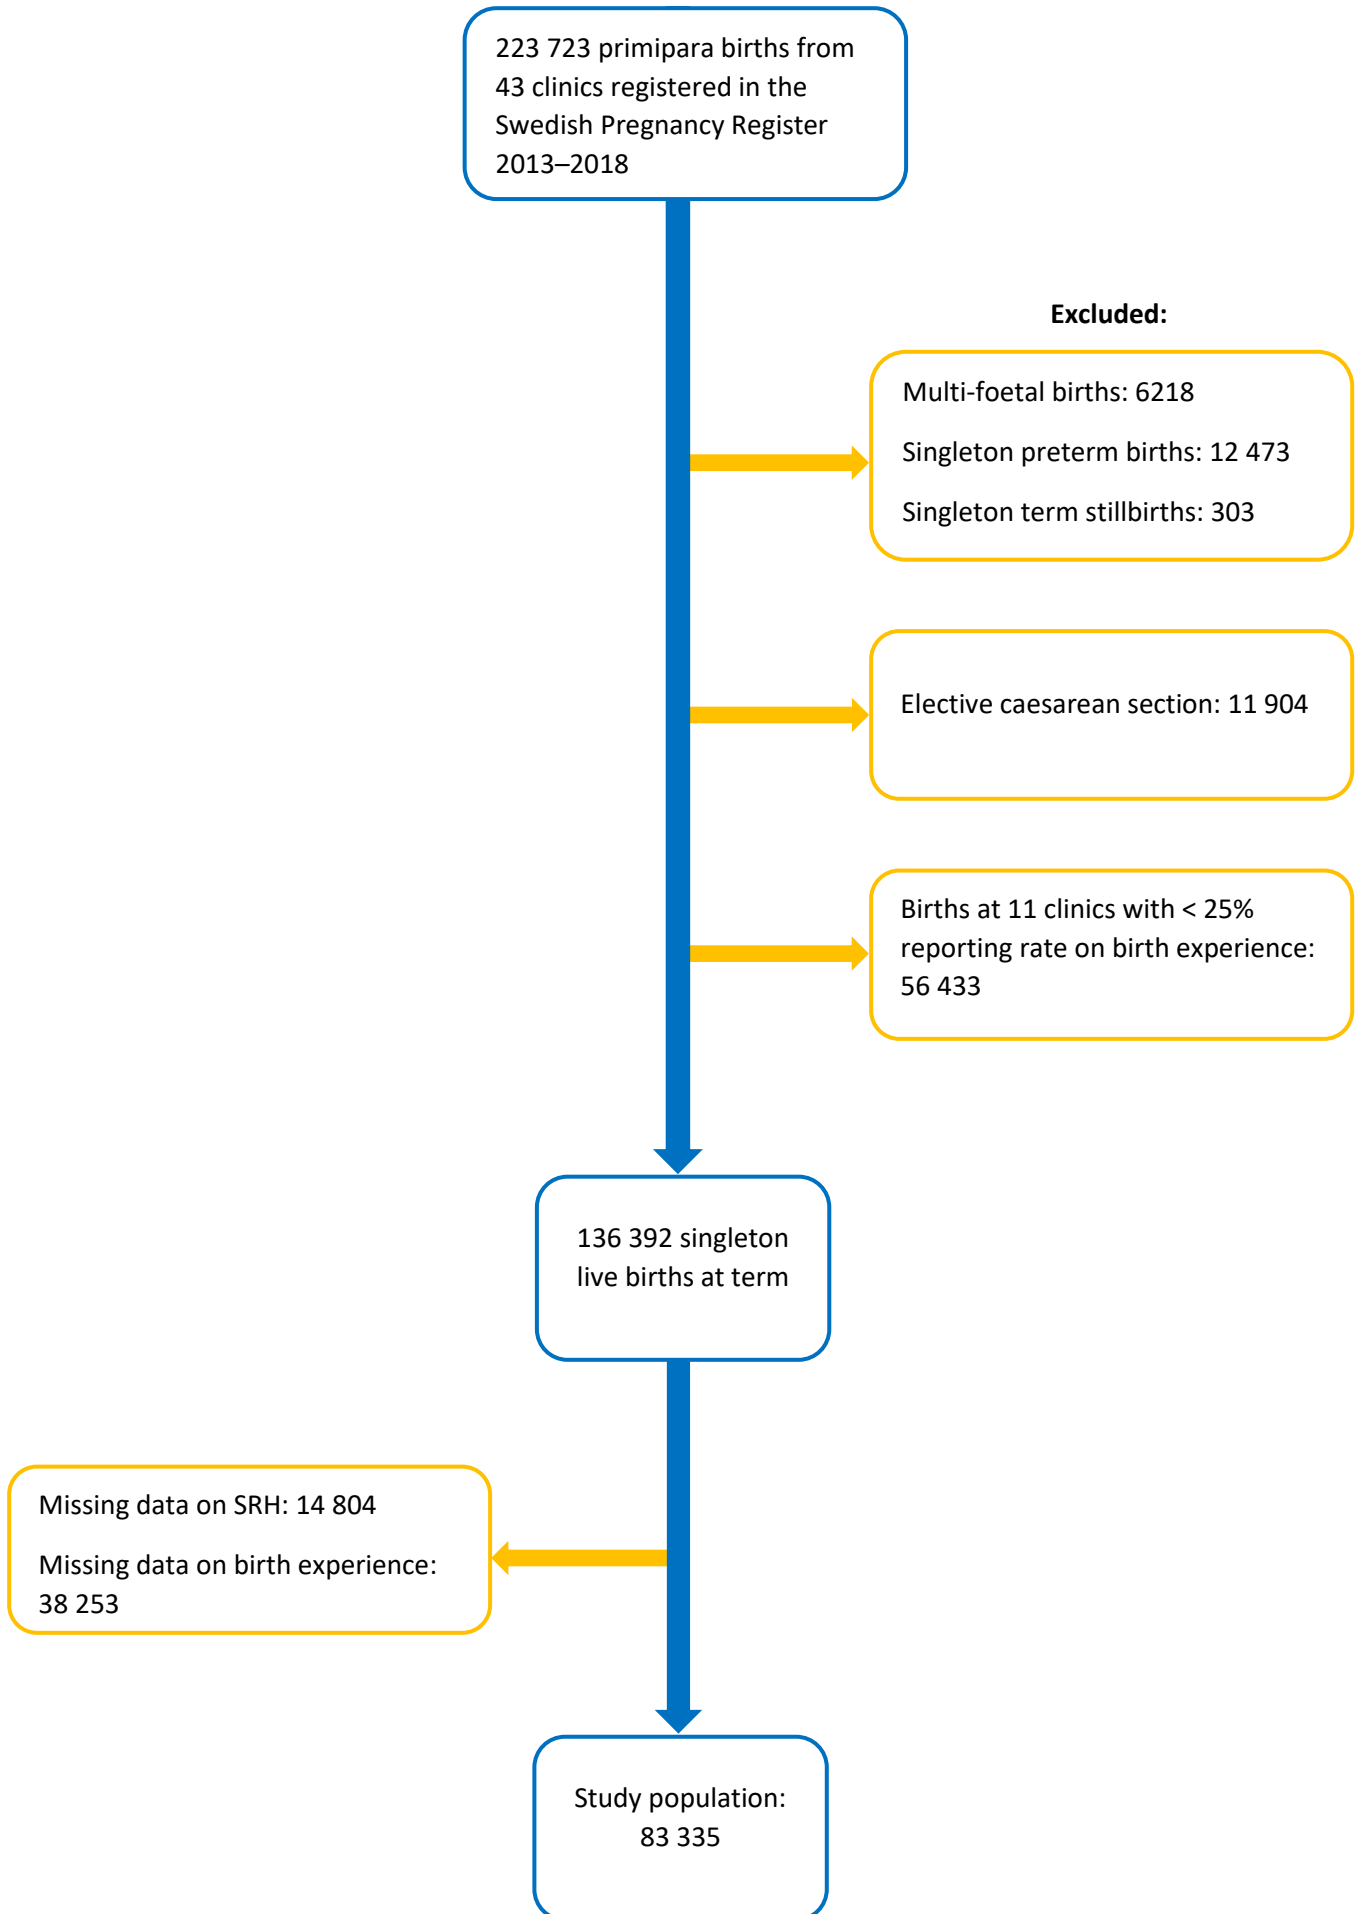 223 723 primipara births from
43 clinics registered in the
Swedish Pregnancy Register
2013–2018
Excluded:
Multi-foetal births: 6218
Singleton preterm births: 12 473
Singleton term stillbirths: 303
Elective caesarean section: 11 904
Births at 11 clinics with < 25%
reporting rate on birth experience:
56 433
136 392 singleton
live births at term
Missing data on SRH: 14 804
Missing data on birth experience:
38 253
Study population:
83 335